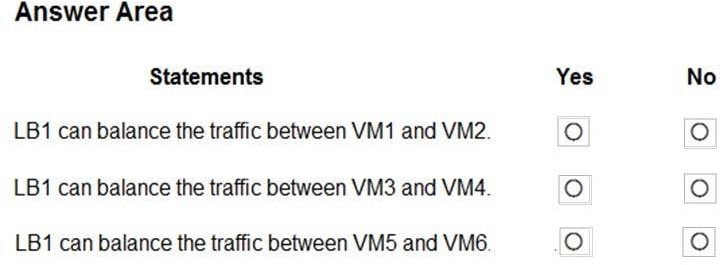 Answer Area
Statements Yes No
LB1 can balance the traffic between VM1 and VM2.
LB1 can balance the traffic between VM3 and VM4.
LB1 can balance the traffic between VM5 and VM6.